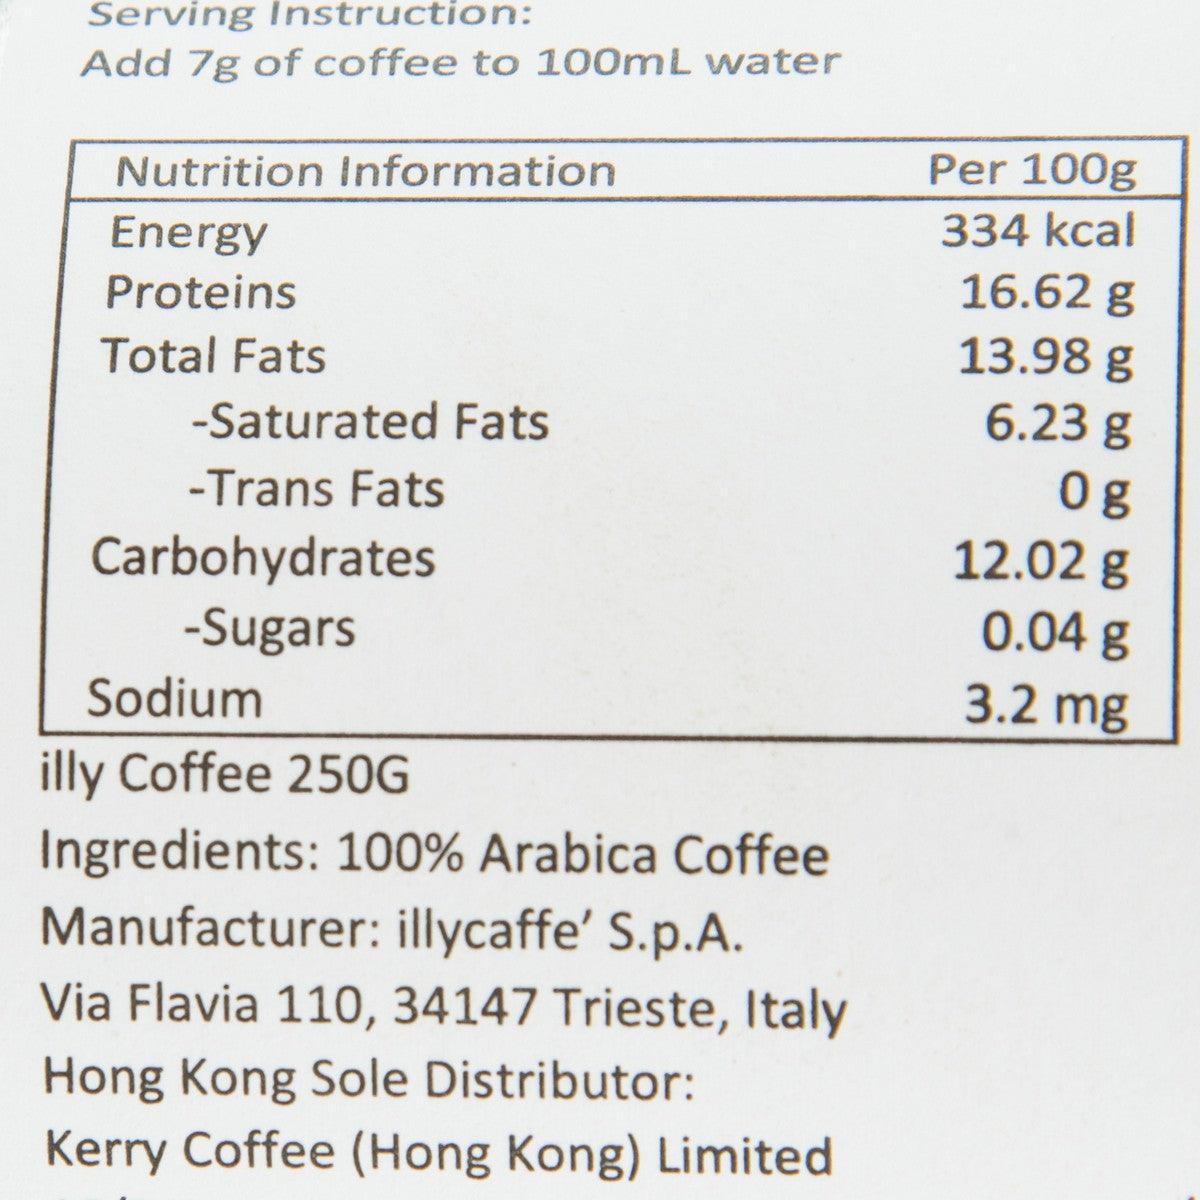 Serving Instruction:
Add 7g of coffee to 100mL water
Nutrition Information Per 100g
Energy 334 kcal
Proteins 16.62 g
Total Fats 13.98 g
-Saturated Fats 6.23 g
-Trans Fats 0 g
Carbohydrates 12.02 g
-Sugars 0.04 g
Sodium 3.2 mg
illy Coffee 250G
Ingredients: 100% Arabica Coffee
Manufacturer: illycaffe’ S.p.A.
Via Flavia 110, 34147 Trieste, Italy
Hong Kong Sole Distributor:
Kerry Coffee (Hong Kong) Limited